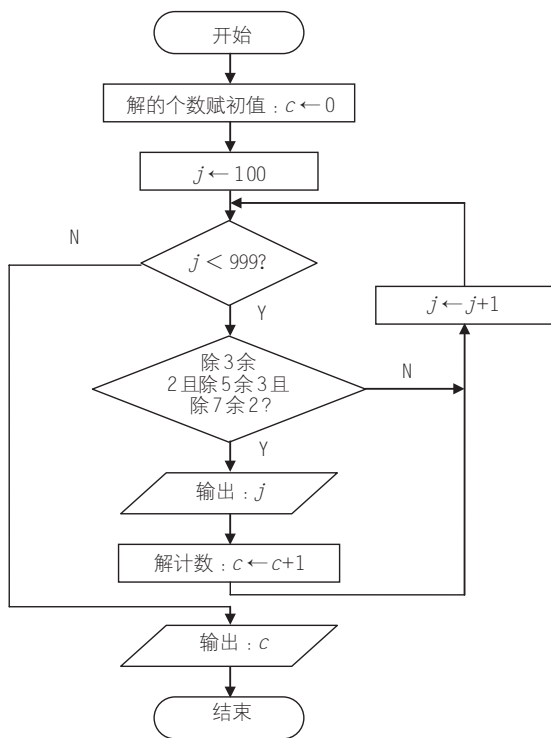 开始
解的个数赋初值：c←0
j←100
N
j＜999?
Y
j←j+1
除3余
2且除5余3且
除7余2?
N
Y
输出：j
解计数：c←c+1
输出：c
结束